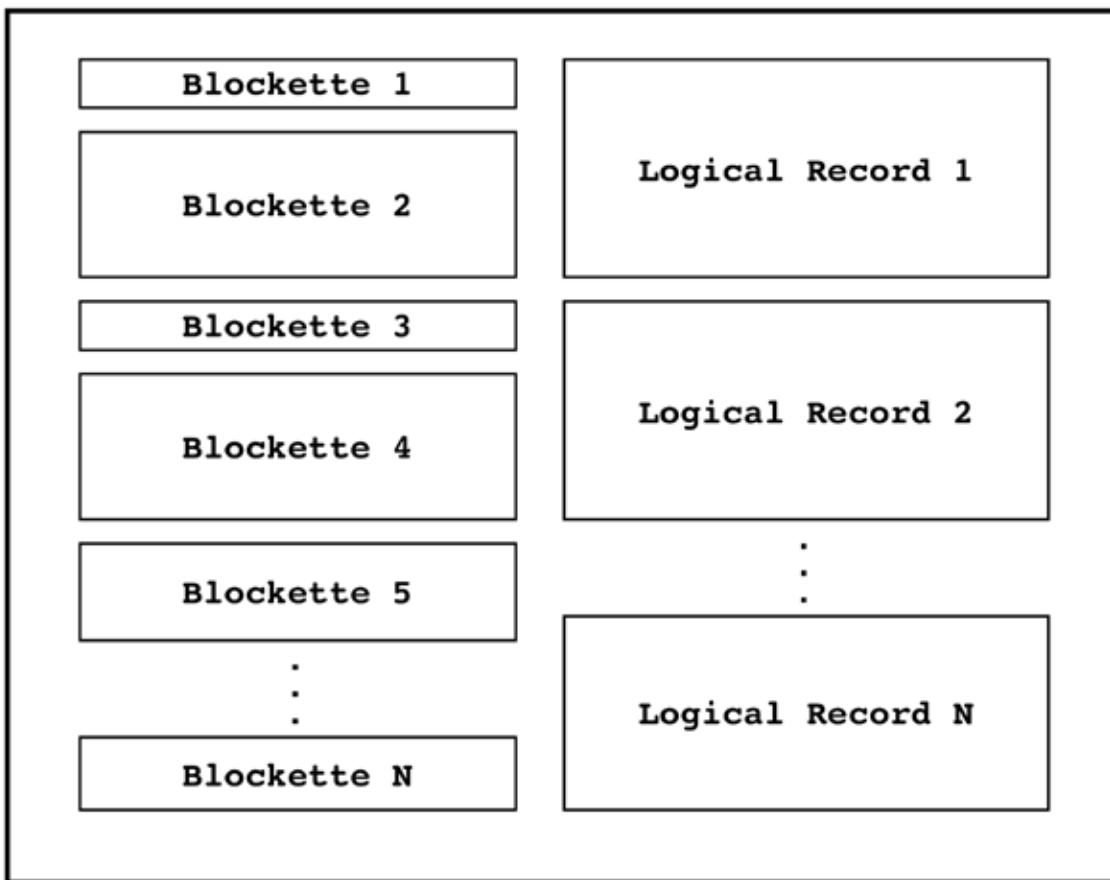 Blockette 1
Blockette 2
Blockette 3
Blockette 4
Blockette 5
.
.
.
Blockette N
Logical Record 1
Logical Record 2
.
.
.
Logical Record N